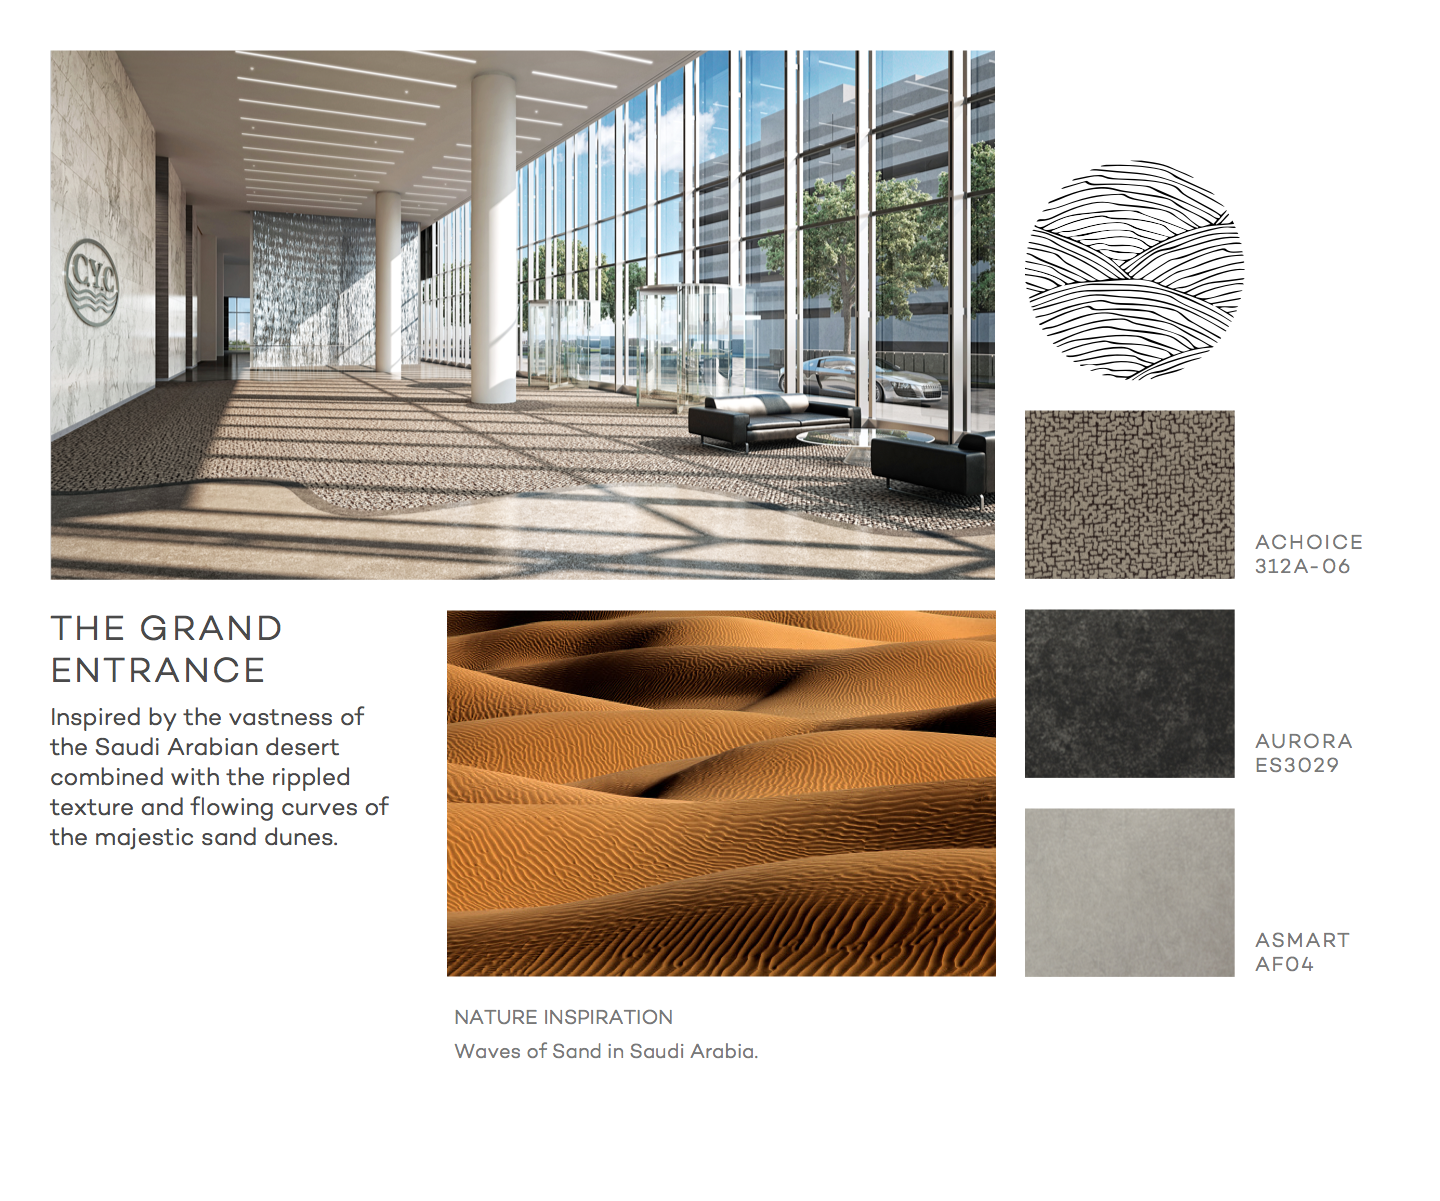 C.Y.C
ACHOICE
312A-06
THE GRAND
ENTRANCE
Inspired by the vastness of
the Saudi Arabian desert
combined with the rippled
texture and flowing curves of
the majestic sand dunes.
AURORA
ES3029
ASMART
AF04
NATURE INSPIRATION
Waves of Sand in Saudi Arabia.